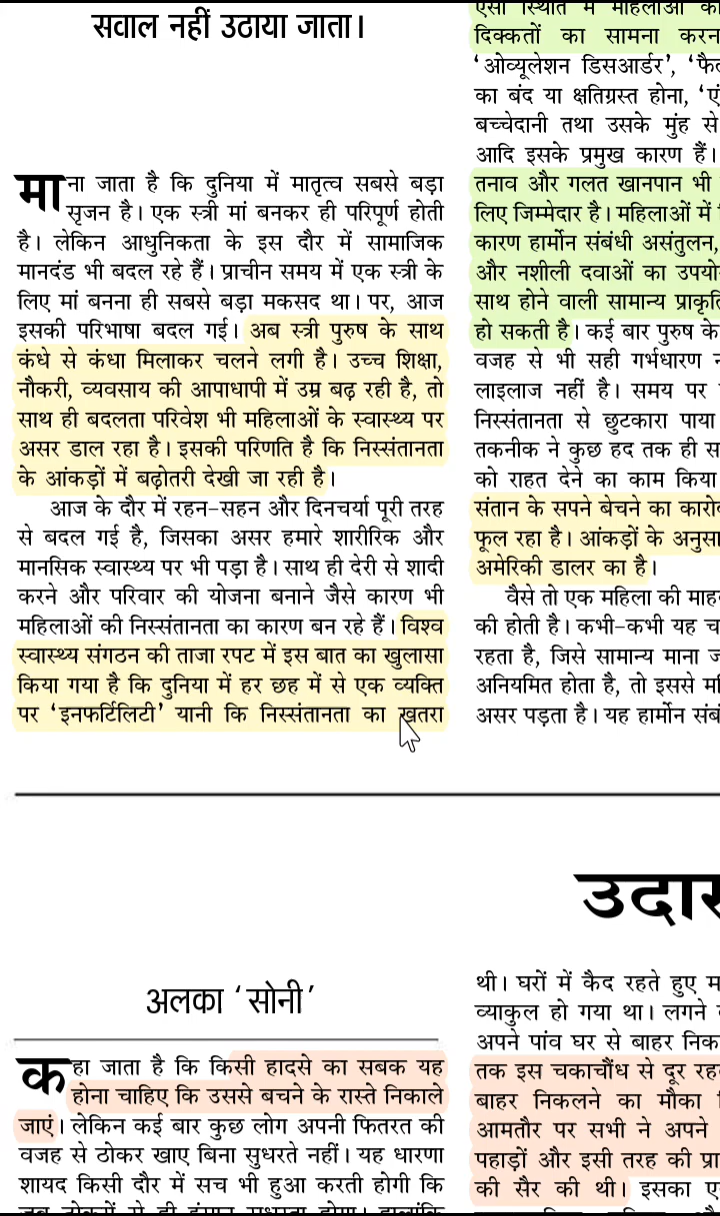 सवाल नहीं उठाया जाता।
माना जाता है कि दुनिया में मातृत्व सबसे बड़ा
सृजन है। एक स्त्री मां बनकर ही परिपूर्ण होती
है। लेकिन आधुनिकता के इस दौर में सामाजिक
मानदंड भी बदल रहे हैं। प्राचीन समय में एक स्त्री के
लिए मां बनना ही सबसे बड़ा मकसद था। पर, आज
इसकी परिभाषा बदल गई। अब स्त्री पुरुष के साथ
कंधे से कंधा मिलाकर चलने लगी है। उच्च शिक्षा,
नौकरी, व्यवसाय की आपाधापी में उम्र बढ़ रही है, तो
साथ ही बदलता परिवेश भी महिलाओं के स्वास्थ्य पर
असर डाल रहा है। इसकी परिणति है कि निस्संतानता
के आंकड़ों में बढ़ोतरी देखी जा रही है।
आज के दौर में रहन-सहन और दिनचर्या पूरी तरह
से बदल गई है, जिसका असर हमारे शारीरिक और
मानसिक स्वास्थ्य पर भी पड़ा है। साथ ही देरी से शादी
करने और परिवार की योजना बनाने जैसे कारण भी
महिलाओं की निस्संतानता का कारण बन रहे हैं। विश्व
स्वास्थ्य संगठन की ताजा रपट में इस बात का खुलासा
किया गया है कि दुनिया में हर छह में से एक व्यक्ति
पर ‘इनफर्टिलिटी’ यानी कि निस्संतानता का खतरा
ऐसी स्थिति में महिलाओं को
दिक्कतों का सामना करन
‘ओव्यूलेशन डिसआर्डर’, ‘फै
का बंद या क्षतिग्रस्त होना, ‘एं
बच्चेदानी तथा उसके मुंह से
आदि इसके प्रमुख कारण हैं।
तनाव और गलत खानपान भी
लिए जिम्मेदार है। महिलाओं में
कारण हार्मोन संबंधी असंतुलन,
और नशीली दवाओं का उपयो
साथ होने वाली सामान्य प्राकृति
हो सकती है। कई बार पुरुष के
वजह से भी सही गर्भधारण न
लाइलाज नहीं है। समय पर
निस्संतानता से छुटकारा पाया
तकनीक ने कुछ हद तक ही स
को राहत देने का काम किया
संतान के सपने बेचने का कारो
फूल रहा है। आंकड़ों के अनुसा
अमेरिकी डालर का है।
वैसे तो एक महिला की माह
की होती है। कभी-कभी यह च
रहता है, जिसे सामान्य माना ज
अनियमित होता है, तो इससे म
असर पड़ता है। यह हार्मोन संब
उदास
अलका ‘सोनी’
कहा जाता है कि किसी हादसे का सबक यह
होना चाहिए कि उससे बचने के रास्ते निकाले
जाएं। लेकिन कई बार कुछ लोग अपनी फितरत की
वजह से ठोकर खाए बिना सुधरते नहीं। यह धारणा
शायद किसी दौर में सच भी हुआ करती होगी कि
थी। घरों में कैद रहते हुए म
व्याकुल हो गया था। लगने
अपने पांव घर से बाहर निक
तक इस चकाचौंध से दूर रह
बाहर निकलने का मौका
आमतौर पर सभी ने अपने
पहाड़ों और इसी तरह की प्रा
की सैर की थी। इसका ए